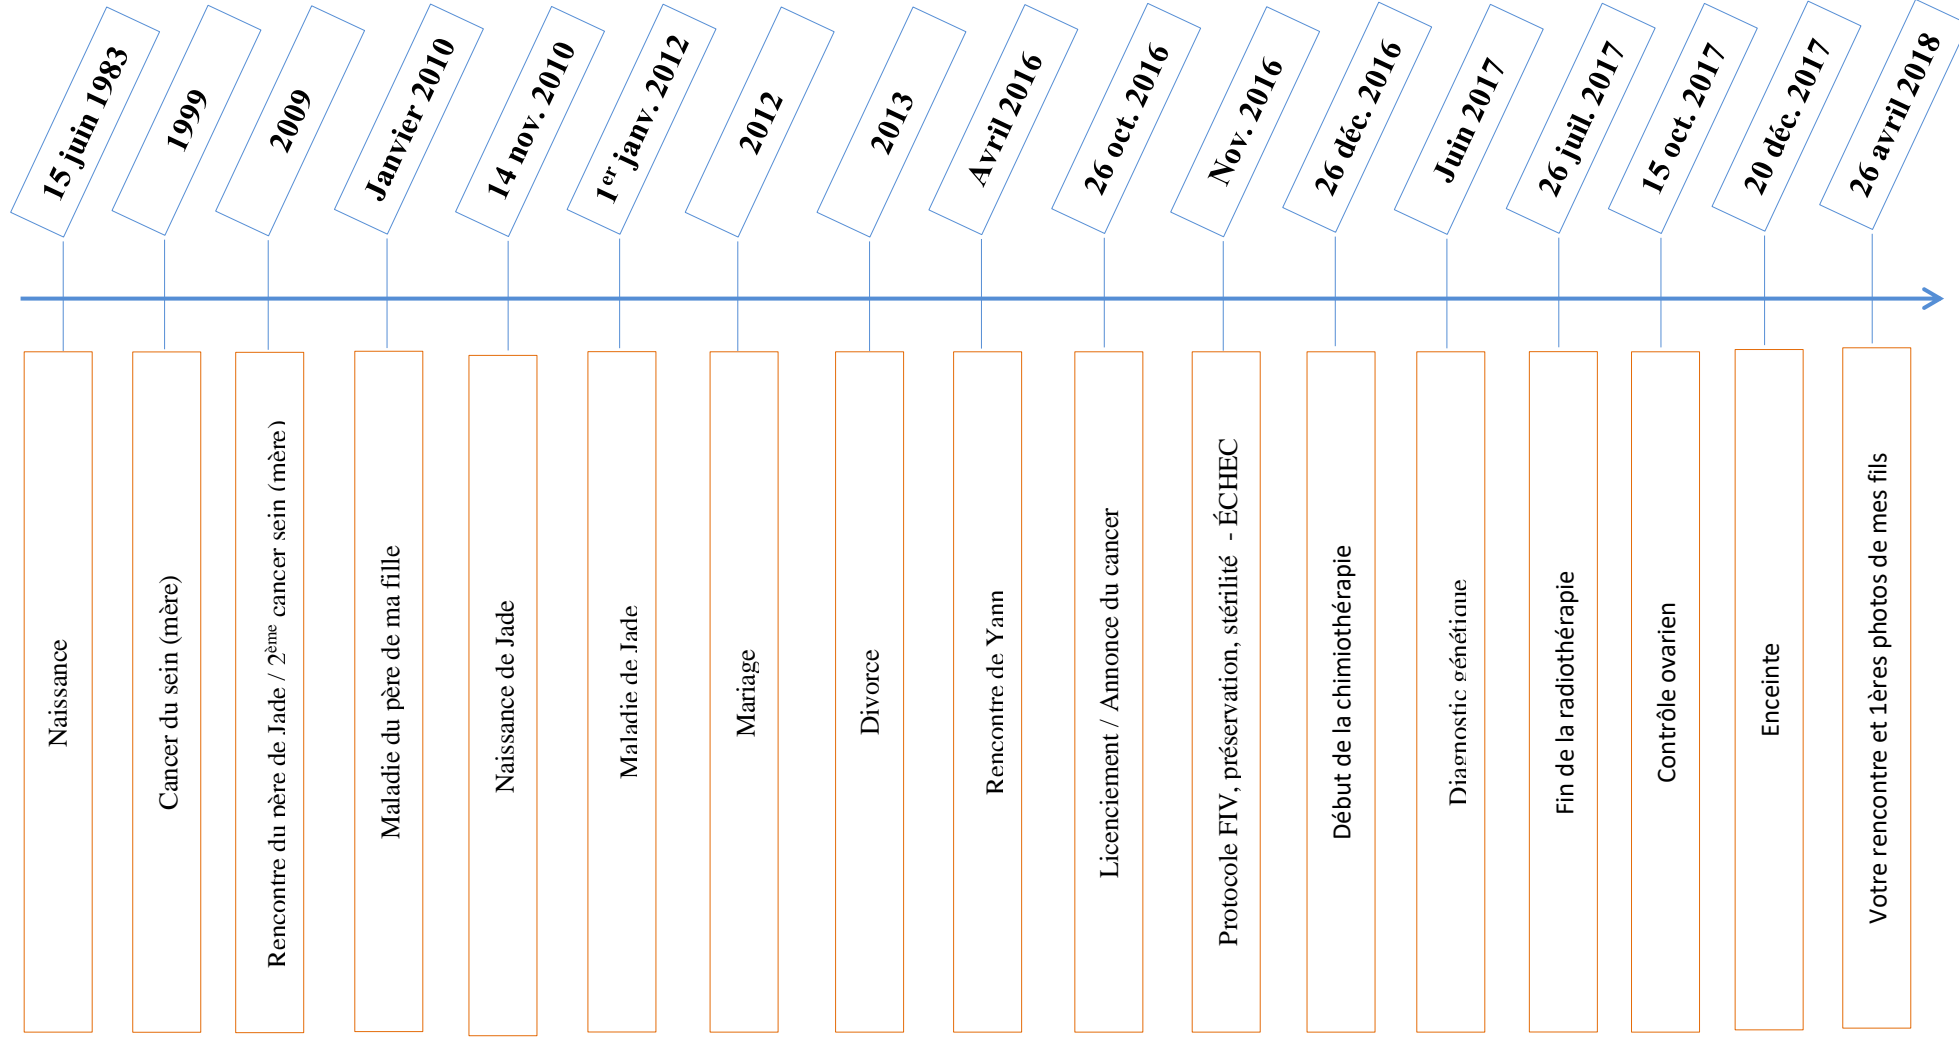 15 juin 1983
1999
2009
Janvier 2010
14 nov. 2010
1er janv. 2012
2012
2013
Avril 2016
26 oct. 2016
Nov. 2016
26 déc. 2016
Juin 2017
26 juil. 2017
15 oct. 2017
20 déc. 2017
26 avril 2018
Naissance
Cancer du sein (mère)
Rencontre du père de Jade / 2ème cancer sein (mère)
Maladie du père de ma fille
Naissance de Jade
Maladie de Jade
Mariage
Divorce
Rencontre de Yann
Licenciement / Annonce du cancer
Protocole FIV, préservation, stérilité - ÉCHEC
Début de la chimiothérapie
Diagnostic génétique
Fin de la radiothérapie
Contrôle ovarien
Enceinte
Votre rencontre et 1ères photos de mes fils